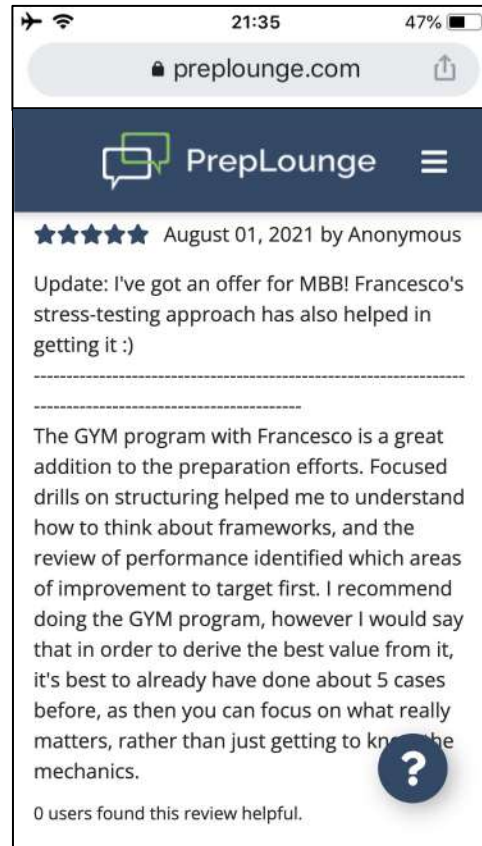 21:35
47%
preplounge.com
PrepLounge
August 01, 2021 by Anonymous
Update: I've got an offer for MBB! Francesco's
stress-testing approach has also helped in
getting it :)
------------------------------------------------------------------
-----------------------------------------
The GYM program with Francesco is a great
addition to the preparation efforts. Focused
drills on structuring helped me to understand
how to think about frameworks, and the
review of performance identified which areas
of improvement to target first. I recommend
doing the GYM program, however I would say
that in order to derive the best value from it,
it's best to already have done about 5 cases
before, as then you can focus on what really
matters, rather than just getting to
mechanics.
?
0 users found this review helpful.